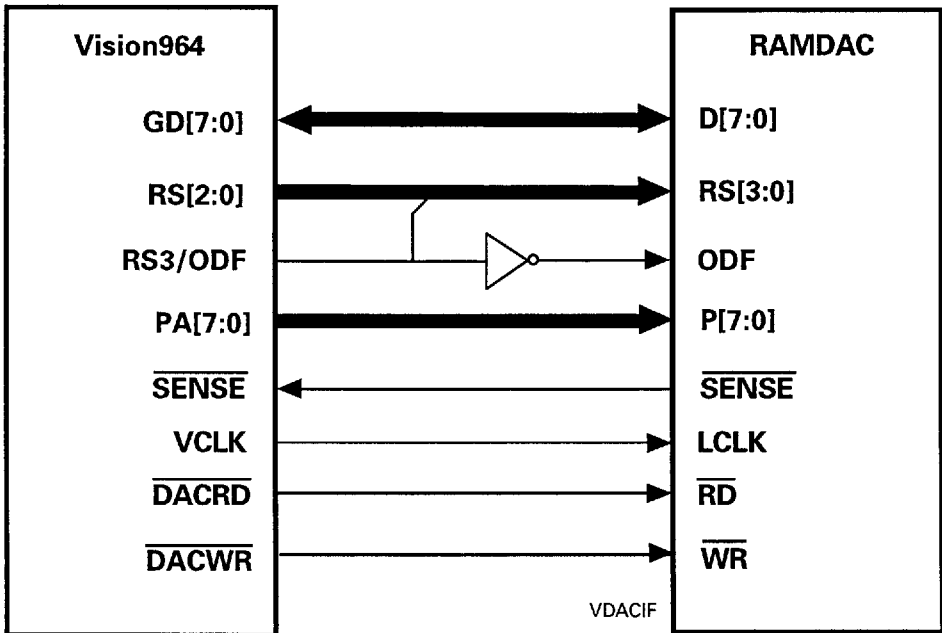 Vision964 RAMDAC
GD[7:0] D[7:0]
RS[2:0] RS[3:0]
RS3/ODF ODF
PA[7:0] P[7:0]
SENSE SENSE
VCLK LCLK
DACRD RD
DACWR WR
VDACIF